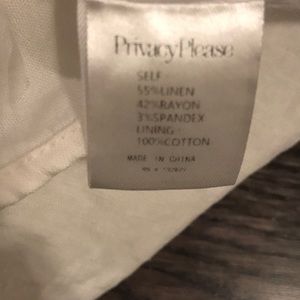 PrivacyPlease
SELF :
55%LINEN
42%RAYON
3%SPANDEX
LINING :
100%COTTON
MADE IN CHINA